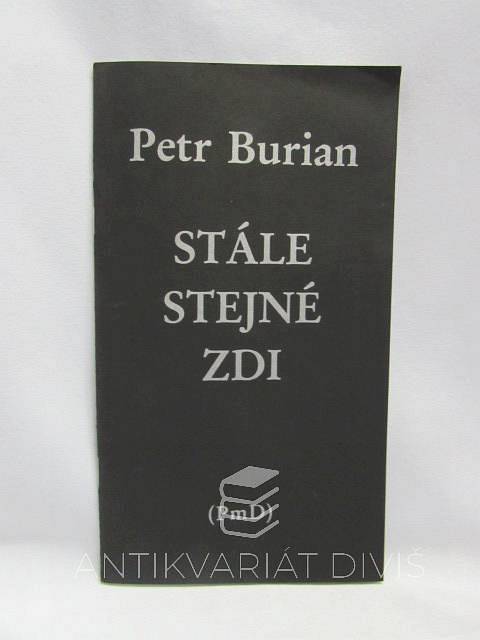 Petr Burian
STÁLE
STEJNÉ
ZDI
(PmD)
ANTIKVARIÁT DIVIŠ